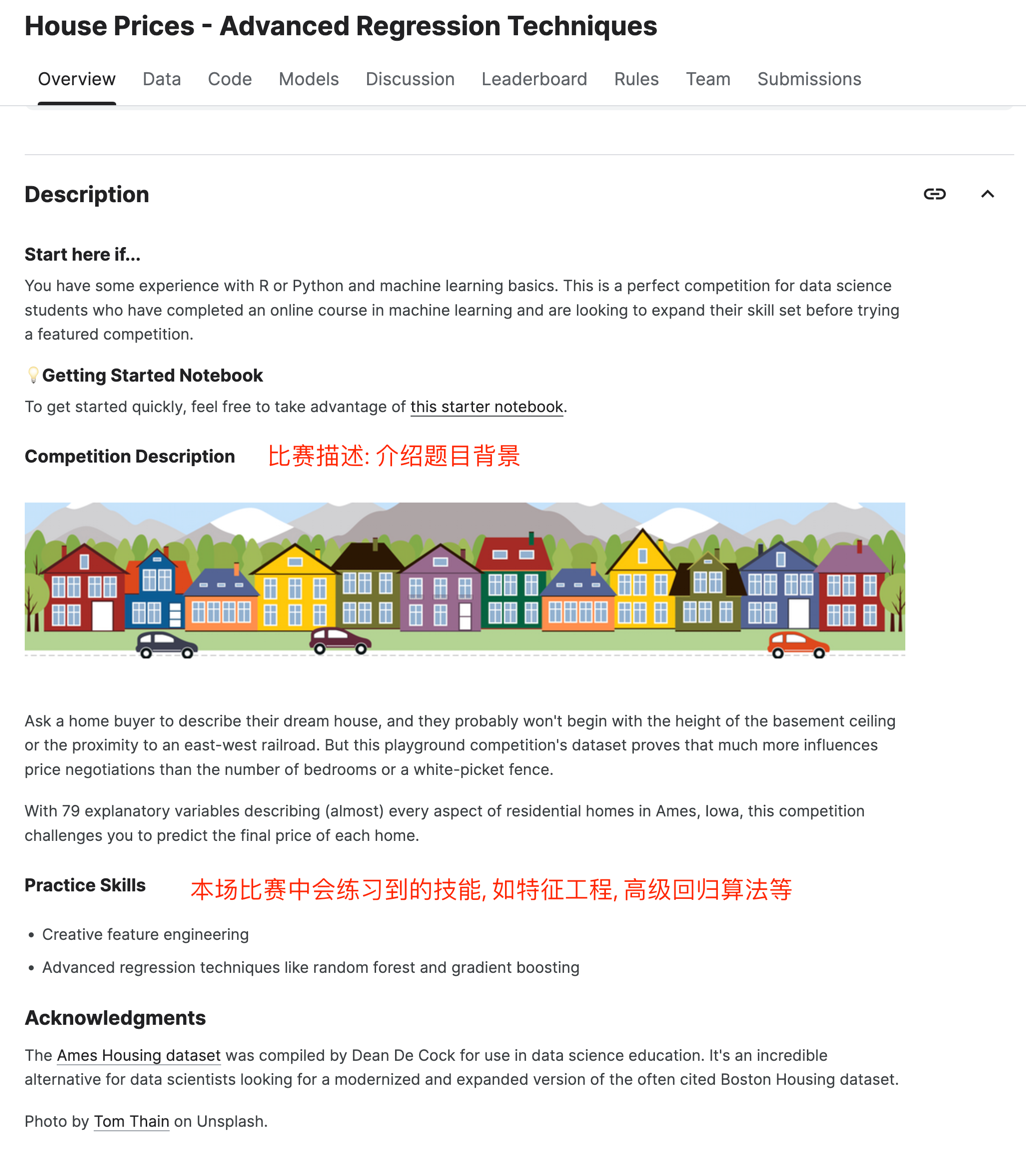 House Prices - Advanced Regression Techniques
Overview Data Code Models Discussion Leaderboard Rules Team Submissions
Description
Start here if...
You have some experience with R or Python and machine learning basics. This is a perfect competition for data science
students who have completed an online course in machine learning and are looking to expand their skill set before trying
a featured competition.
💡Getting Started Notebook
To get started quickly, feel free to take advantage of this starter notebook.
Competition Description 比赛描述: 介绍题目背景
Ask a home buyer to describe their dream house, and they probably won't begin with the height of the basement ceiling
or the proximity to an east-west railroad. But this playground competition's dataset proves that much more influences
price negotiations than the number of bedrooms or a white-picket fence.
With 79 explanatory variables describing (almost) every aspect of residential homes in Ames, Iowa, this competition
challenges you to predict the final price of each home.
Practice Skills 本场比赛中会练习到的技能, 如特征工程, 高级回归算法等
• Creative feature engineering
• Advanced regression techniques like random forest and gradient boosting
Acknowledgments
The Ames Housing dataset was compiled by Dean De Cock for use in data science education. It's an incredible
alternative for data scientists looking for a modernized and expanded version of the often cited Boston Housing dataset.
Photo by Tom Thain on Unsplash.